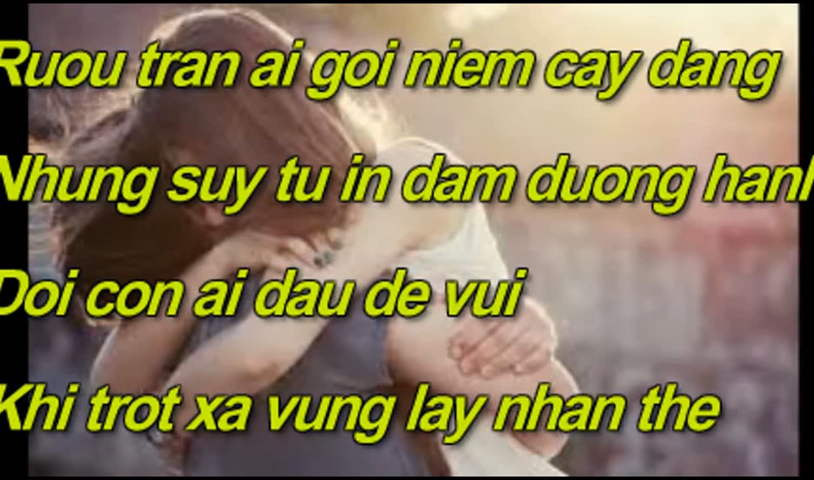 Ruou tran ai goi niem cay dang
Nhung suy tu in dam duong hanh
Doi con ai dau de vui
Khi trot xa vung lay nhan the